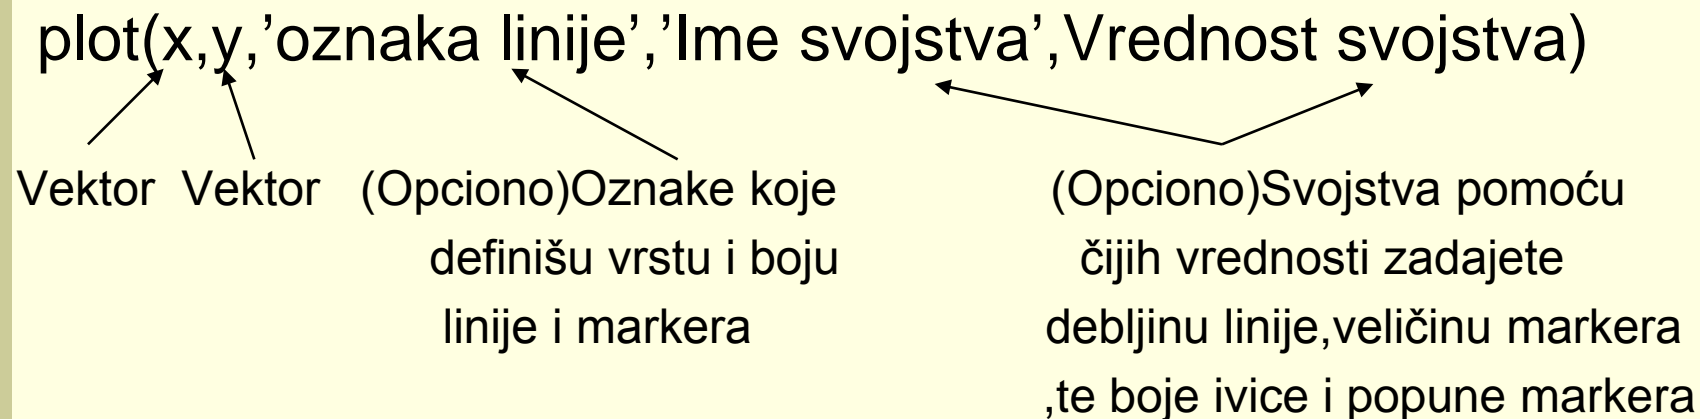 plot(x,y,’oznaka linije’,’Ime svojstva’,Vrednost svojstva)
Vektor Vektor (Opciono)Oznake koje
definišu vrstu i boju
linije i markera
(Opciono)Svojstva pomoću
čijih vrednosti zadajete
debljinu linije,veličinu markera
,te boje ivice i popune markera